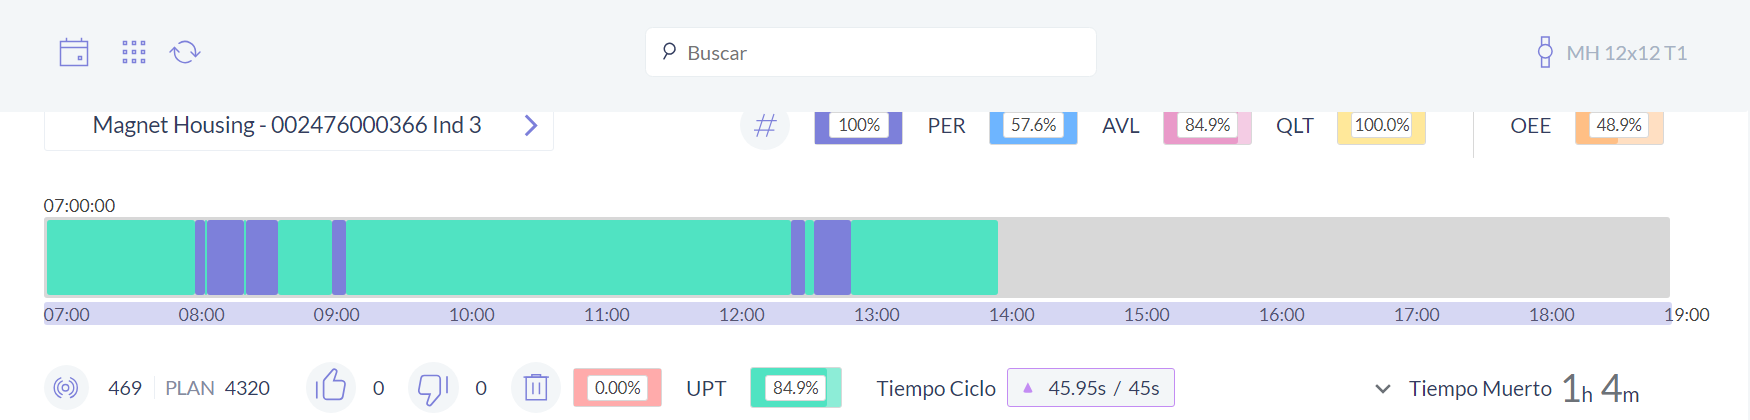 Buscar
MH 12x12 T1
Magnet Housing - 002476000366 Ind 3
# 100% PER 57.6% AVL 84.9% QLT 100.0% OEE 48.9%
07:00:00
07:00 08:00 09:00 10:00 11:00 12:00 13:00 14:00 15:00 16:00 17:00 18:00 19:00
469 PLAN 4320 0 0 0.00% UPT 84.9% Tiempo Ciclo 45.95s / 45s Tiempo Muerto 1h 4m